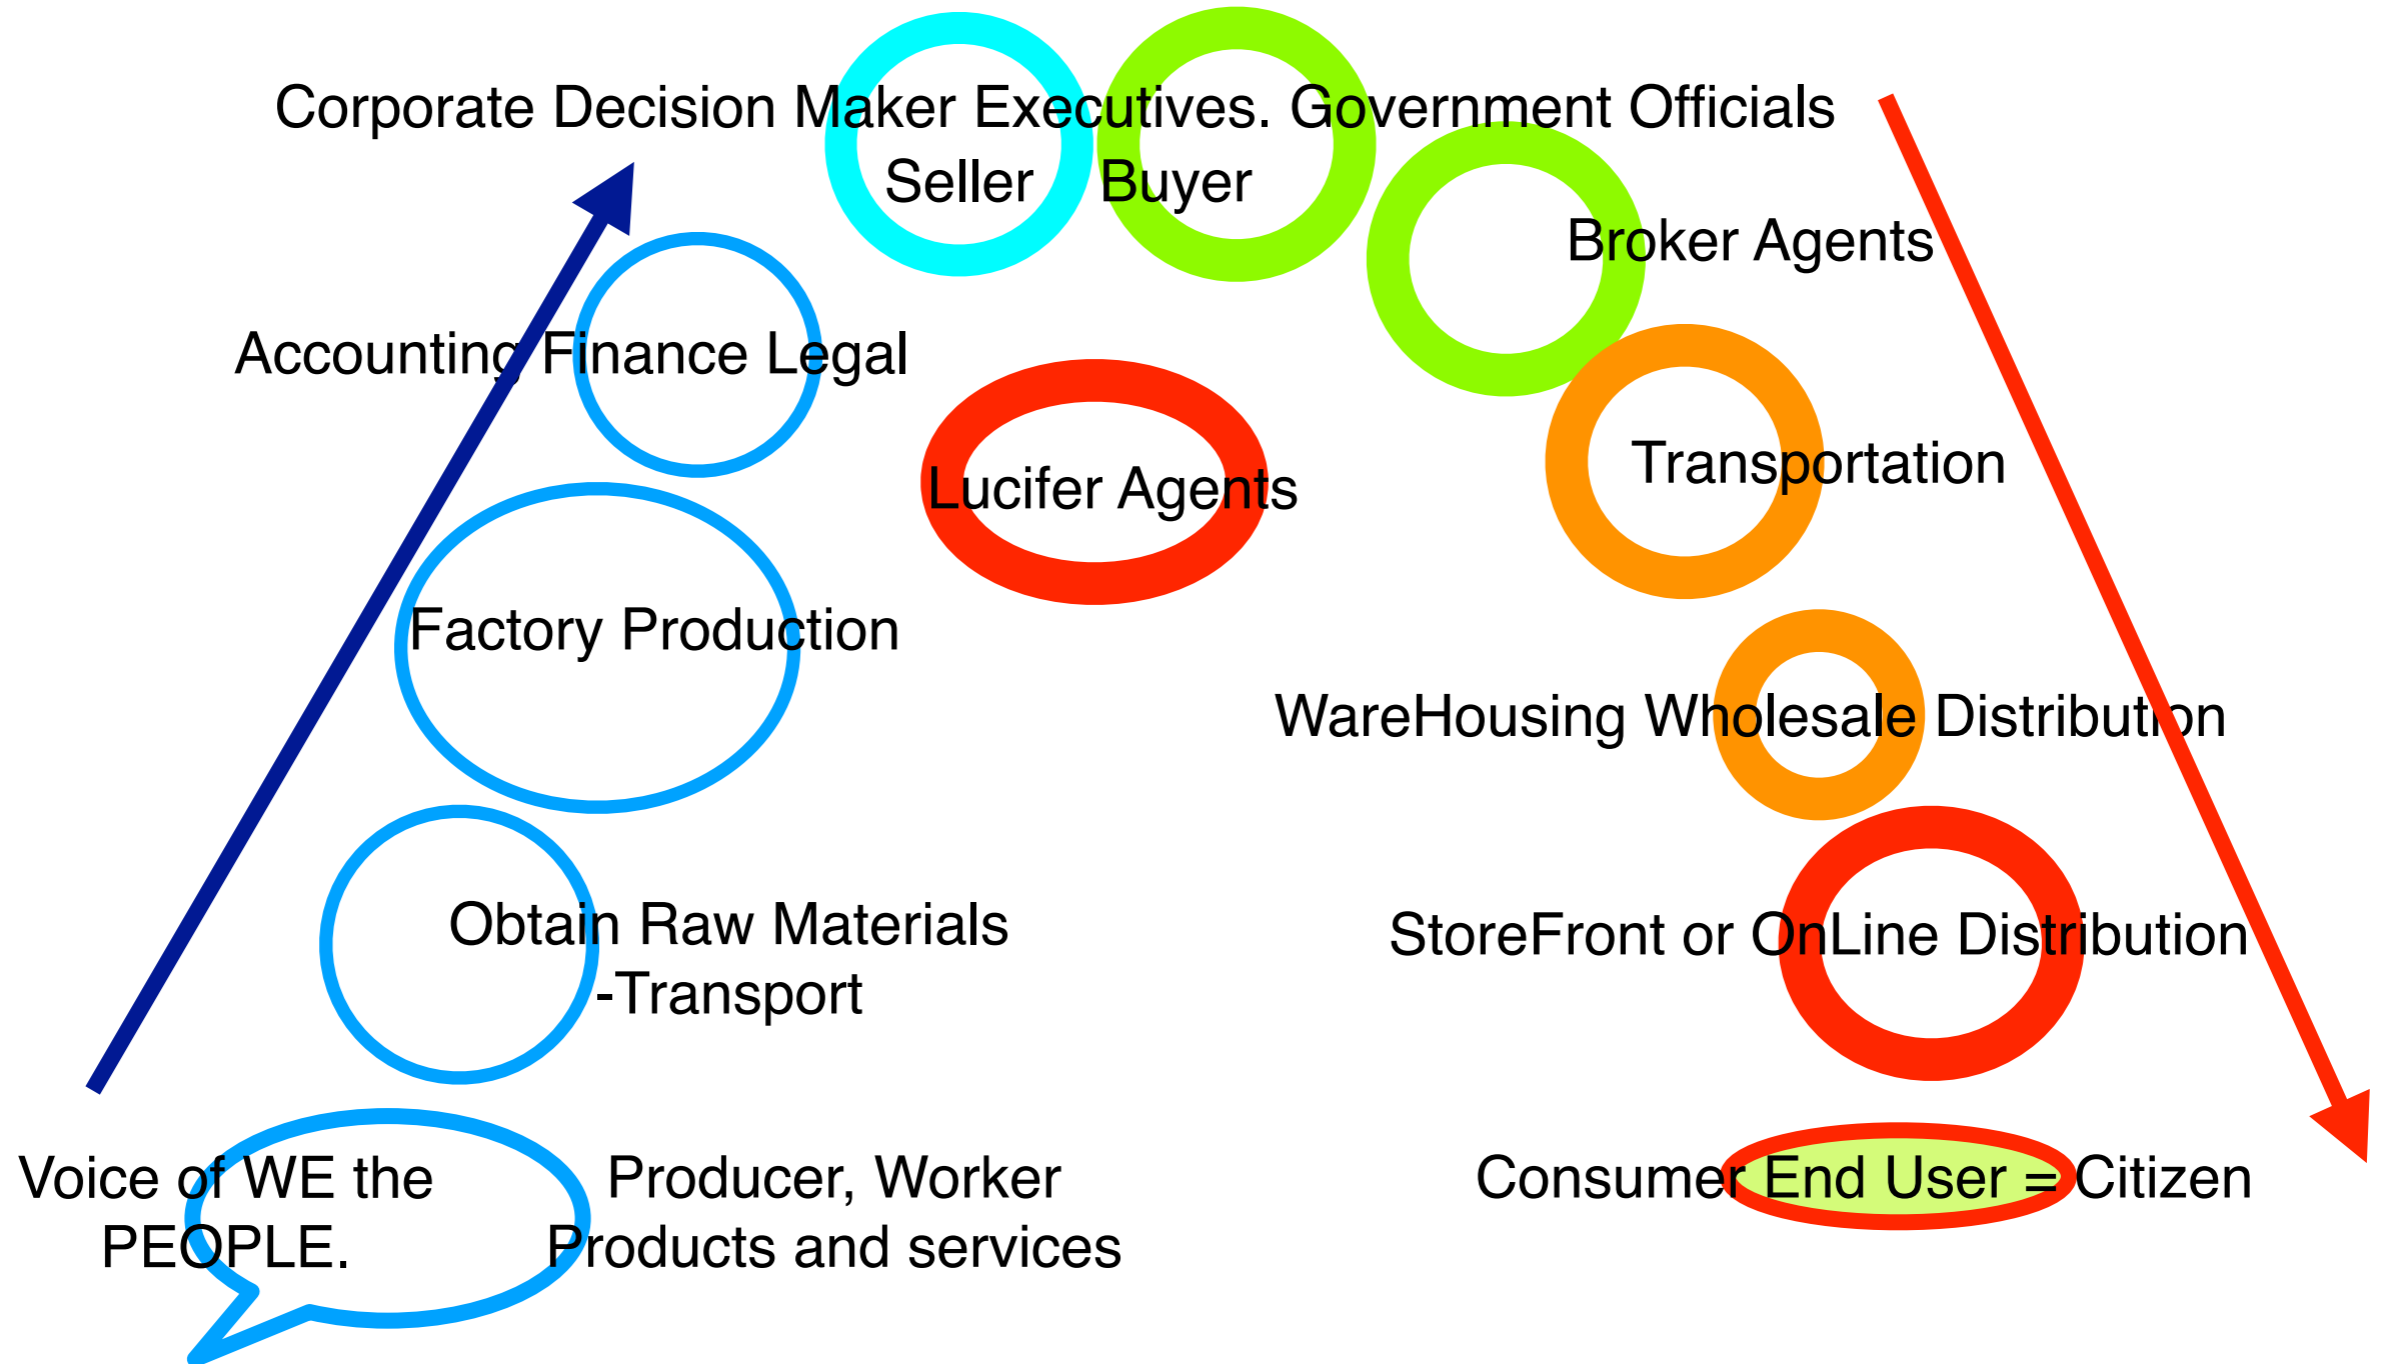 Corporate Decision Maker Executives. Government Officials
Seller
Buyer
Broker Agents
Accounting Finance Legal
Transportation
Lucifer Agents
Factory Production
WareHousing Wholesale Distribution
Obtain Raw Materials
-Transport
StoreFront or OnLine Distribution
Voice of WE the
PEOPLE.
Producer, Worker
Products and services
Consumer End User = Citizen